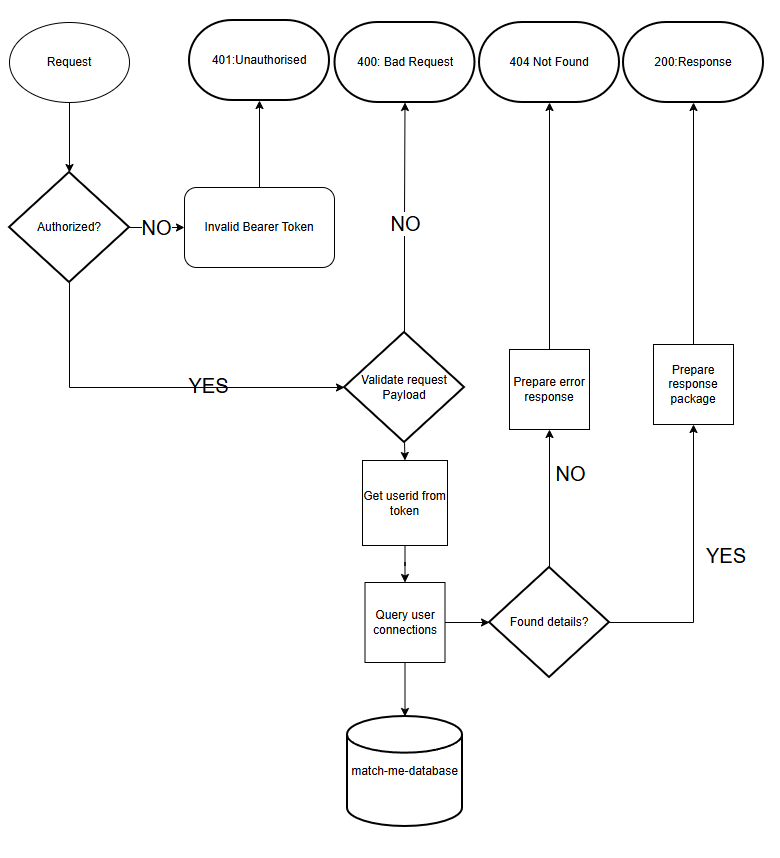 Request
401:Unauthorised
400: Bad Request
404 Not Found
200:Response
Authorized?
NO
Invalid Bearer Token
NO
YES
Validate request
Payload
Prepare error
response
Prepare
response
package
Get userid from
token
NO
YES
Query user
connections
Found details?
match-me-database